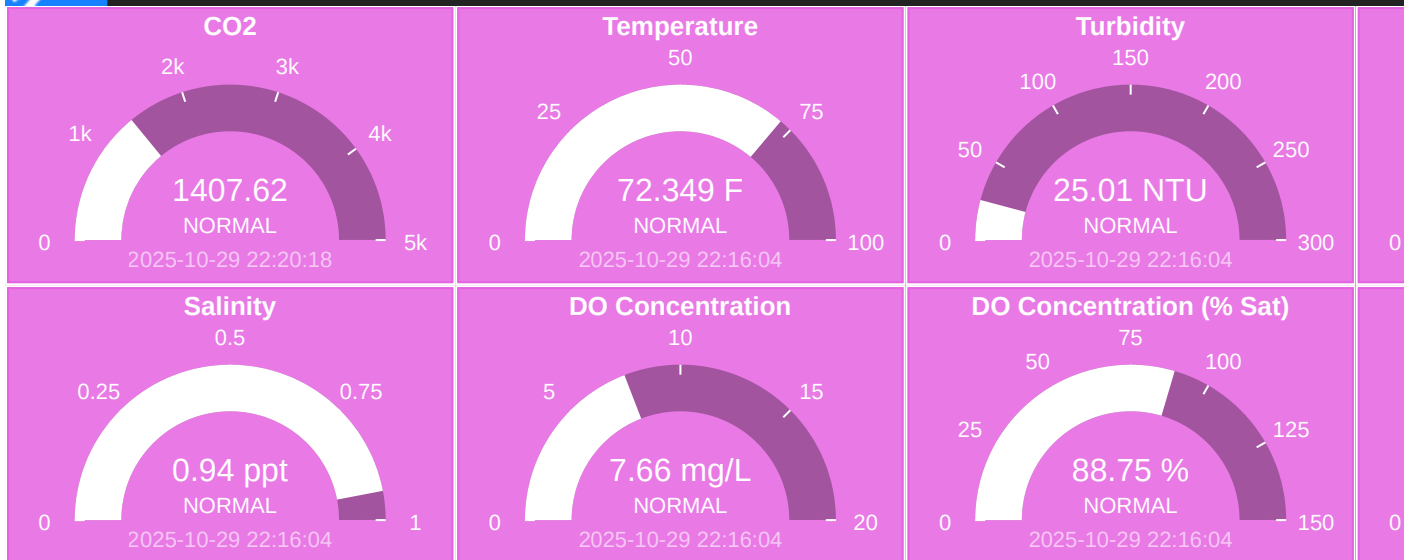 CO2
2k
3k
1k
4k
0
5k
1407.62
NORMAL
2025-10-29 22:20:18
Temperature
50
25
75
0
100
72.349 F
NORMAL
2025-10-29 22:16:04
Turbidity
150
100
200
50
250
0
300
25.01 NTU
NORMAL
2025-10-29 22:16:04
0
Salinity
0.5
0.25
0.75
0
1
0.94 ppt
NORMAL
2025-10-29 22:16:04
DO Concentration
10
5
15
0
20
7.66 mg/L
NORMAL
2025-10-29 22:16:04
DO Concentration (% Sat)
75
50
100
25
125
0
150
88.75 %
NORMAL
2025-10-29 22:16:04
0